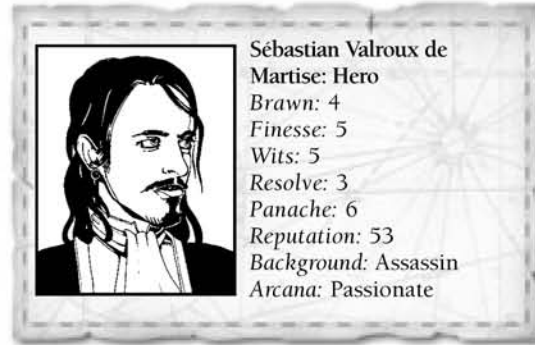 Sébastian Valroux de
Martise: Hero
Brawn: 4
Finesse: 5
Wits: 5
Resolve: 3
Panache: 6
Reputation: 53
Background: Assassin
Arcana: Passionate